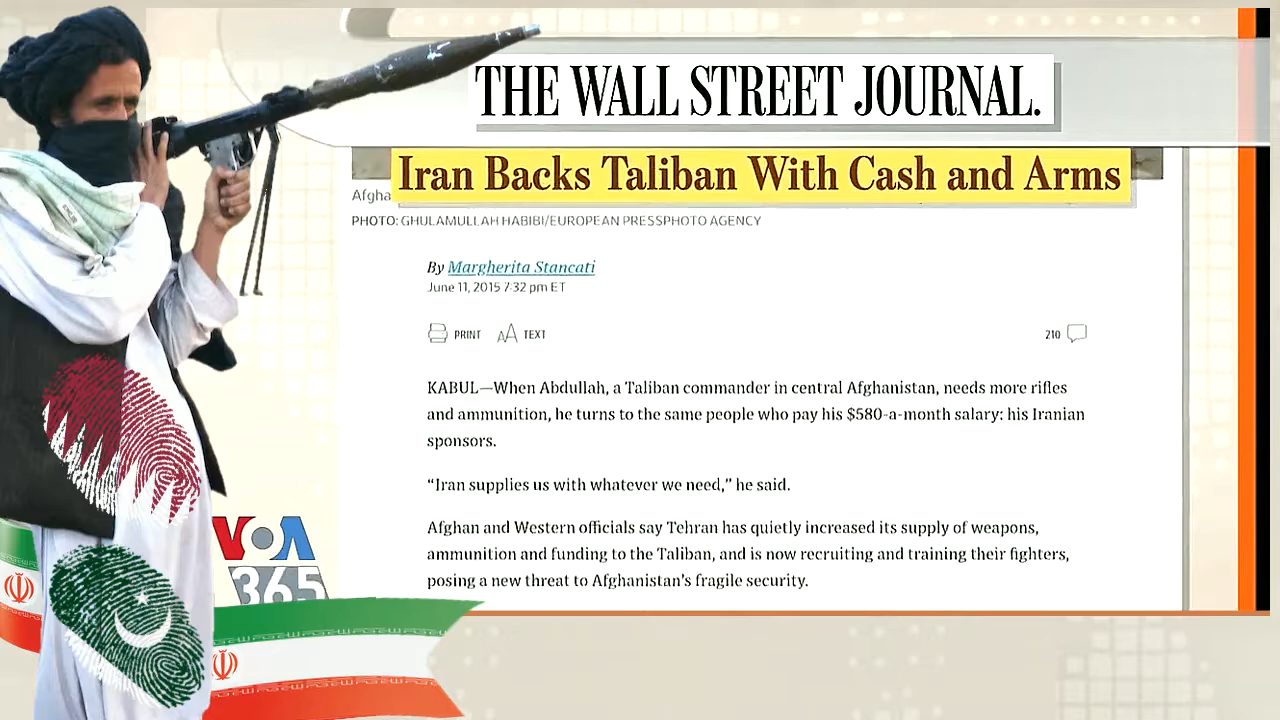 THE WALL STREET JOURNAL.
Iran Backs Taliban With Cash and Arms
Afgha
PHOTO: GHULAMULLAH HABIBI/EUROPEAN PRESSPHOTO AGENCY
By Margherita Stancati
June 11, 2015 7:32 pm ET
PRINT AA TEXT
210
KABUL—When Abdullah, a Taliban commander in central Afghanistan, needs more rifles
and ammunition, he turns to the same people who pay his $580-a-month salary: his Iranian
sponsors.
“Iran supplies us with whatever we need,” he said.
Afghan and Western officials say Tehran has quietly increased its supply of weapons,
ammunition and funding to the Taliban, and is now recruiting and training their fighters,
posing a new threat to Afghanistan's fragile security.
VOA
365